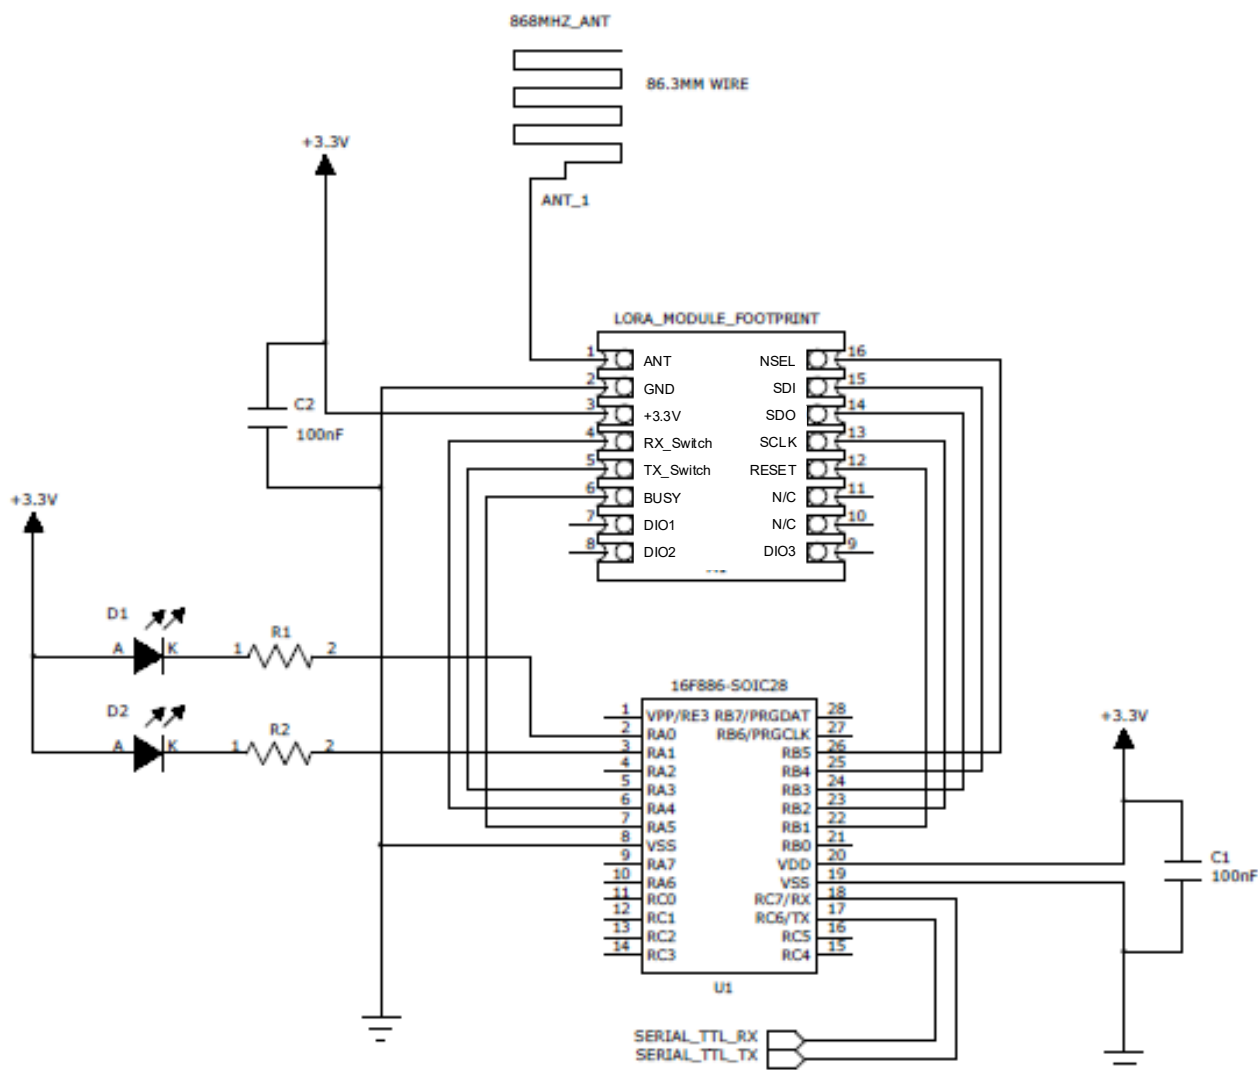 868MHZ_ANT
86.3MM WIRE
+3.3V
ANT_1
LORA_MODULE_FOOTPRINT
1 ANT NSEL 16
2 GND SDI 15
3 +3.3V SDO 14
4 RX_Switch SCLK 13
5 TX_Switch RESET 12
6 BUSY N/C 11
7 DIO1 N/C 10
8 DIO2 DIO3 9
C2
100nF
+3.3V
D1
A K 1 R1 2
D2
A K 1 R2 2
16F886-SOIC28
1 VPP/RE3 RB7/PRGDAT 28
2 RA0 RB6/PRGCLK 27
3 RA1 RB5 26
4 RA2 RB4 25
5 RA3 RB3 24
6 RA4 RB2 23
7 RA5 RB1 22
8 VSS RB0 21
9 RA7 VDD 20
10 RA6 VSS 19
11 RC0 RC7/RX 18
12 RC1 RC6/TX 17
13 RC2 RC5 16
14 RC3 RC4 15
U1
+3.3V
C1
100nF
SERIAL_TTL_RX
SERIAL_TTL_TX